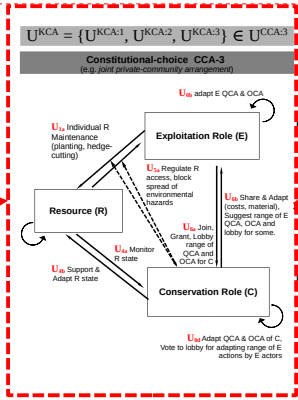 U^KCA = {U^KCA:1, U^KCA:2, U^KCA:3} ∈ U^CCA:3
Constitutional-choice CCA-3
(e.g. joint private-community arrangement)
U8b adapt E QCA & OCA
U1a Individual R
Maintenance
(planting, hedge-
cutting)
Exploitation Role (E)
U5a Regulate R
access, block
spread of
environmental
hazards
Resource (R)
U6b Share & Adapt
(costs, material),
Suggest range of E
QCA, OCA and
lobby for some.
U6a Join,
Grant, Lobby
range of
QCA and
OCA for C
U4a Monitor
R state
U4b Support &
Adapt R state
Conservation Role (C)
U8d Adapt QCA & OCA of C,
Vote to lobby for adapting range of E
actions by E actors